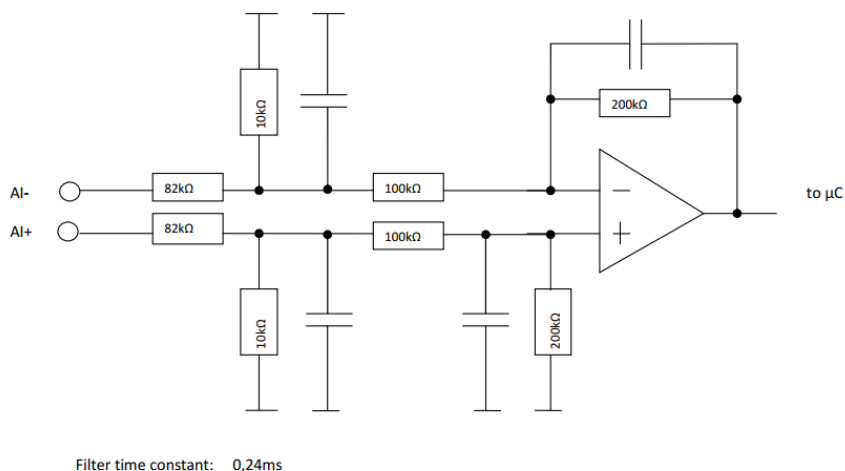 10kΩ
200kΩ
AI-
82kΩ
100kΩ
−
to µC
AI+
82kΩ
100kΩ
+
10kΩ
200kΩ
Filter time constant: 0,24ms